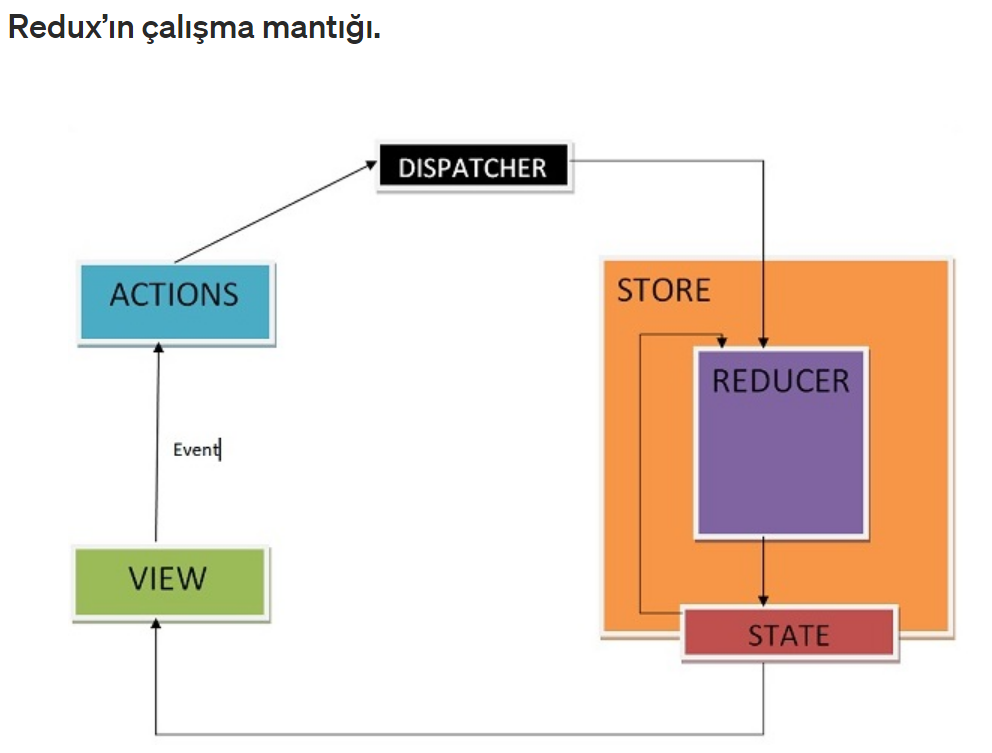 Redux’ın çalışma mantığı.
DISPATCHER
ACTIONS
STORE
REDUCER
Event
VIEW
STATE